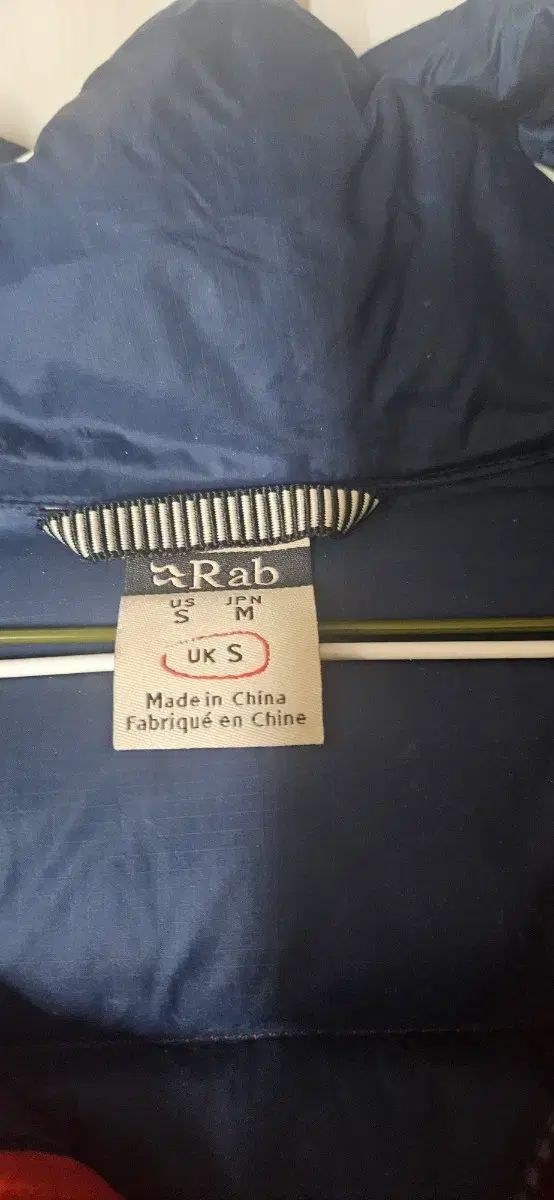 Rab
US JPN
S M
UK S
Made in China
Fabriqué en Chine